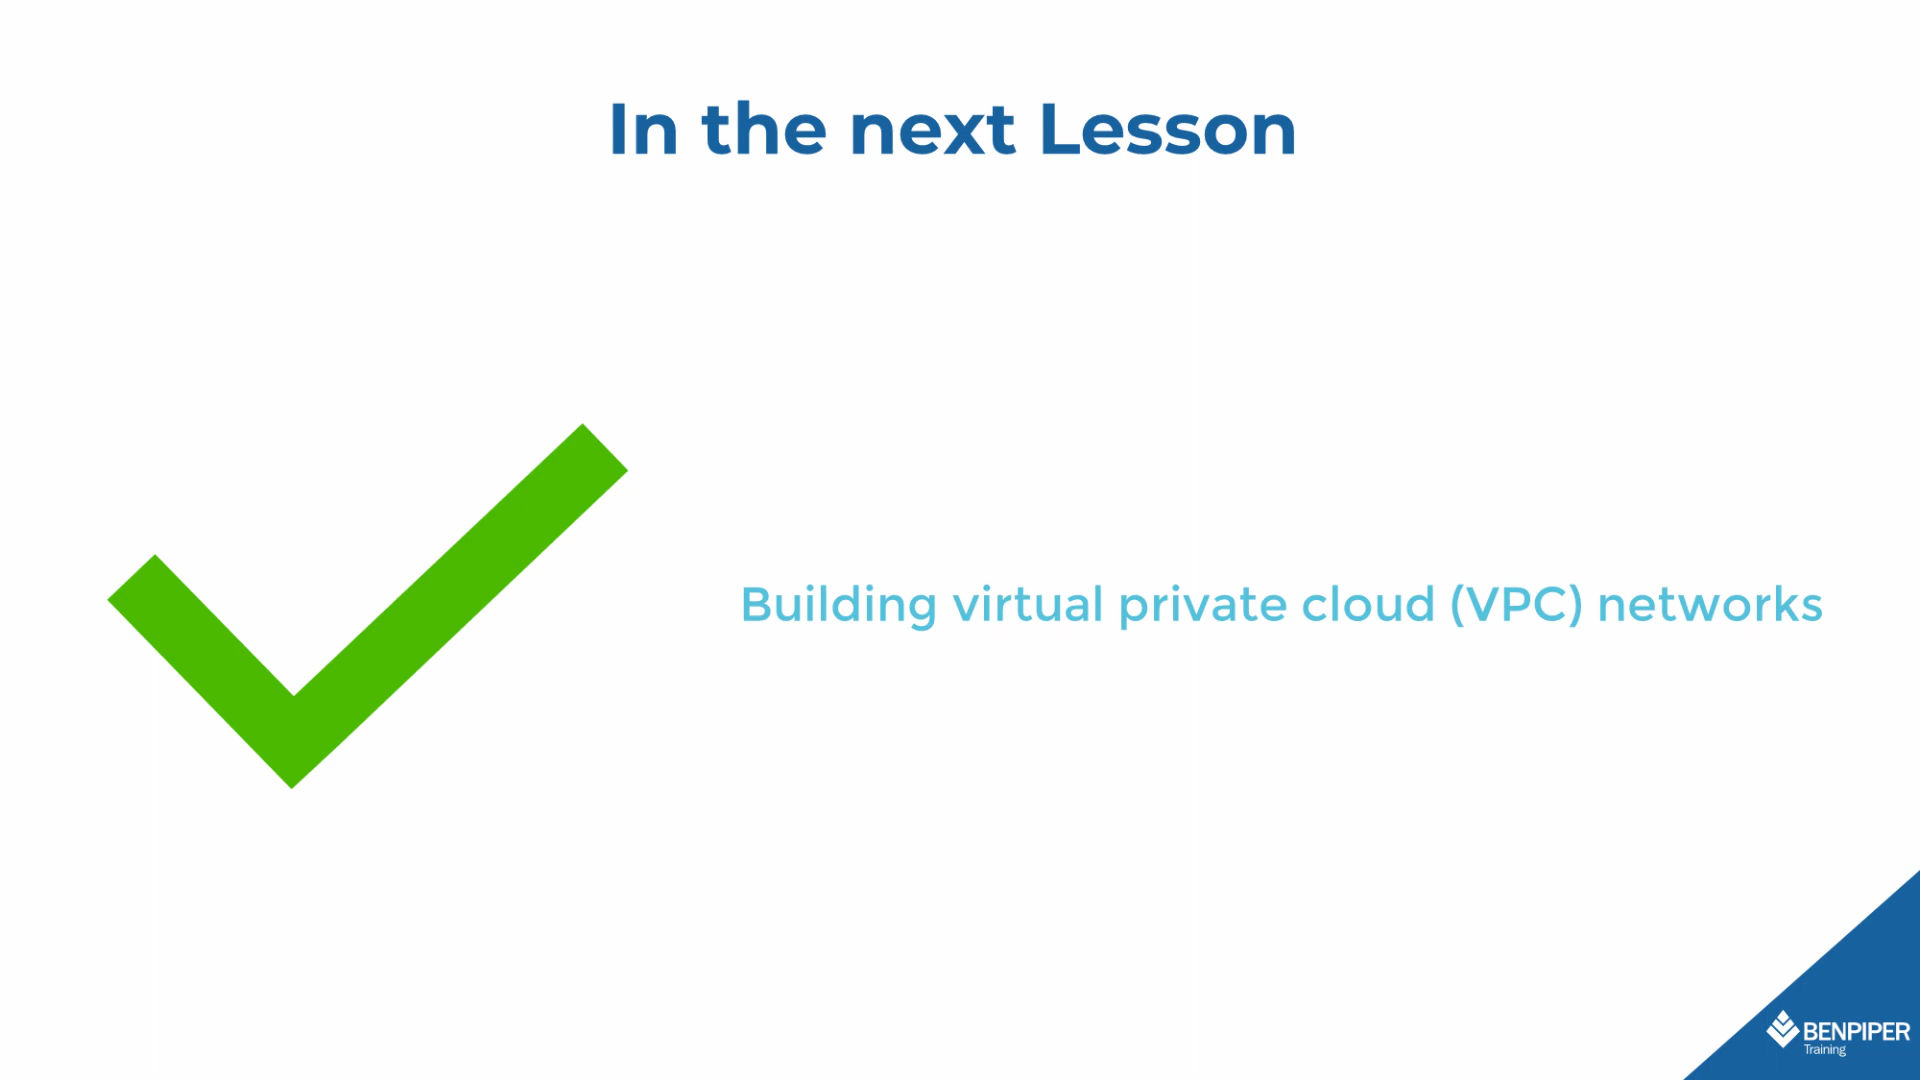 In the next Lesson
Building virtual private cloud (VPC) networks
BENPIPER
Training